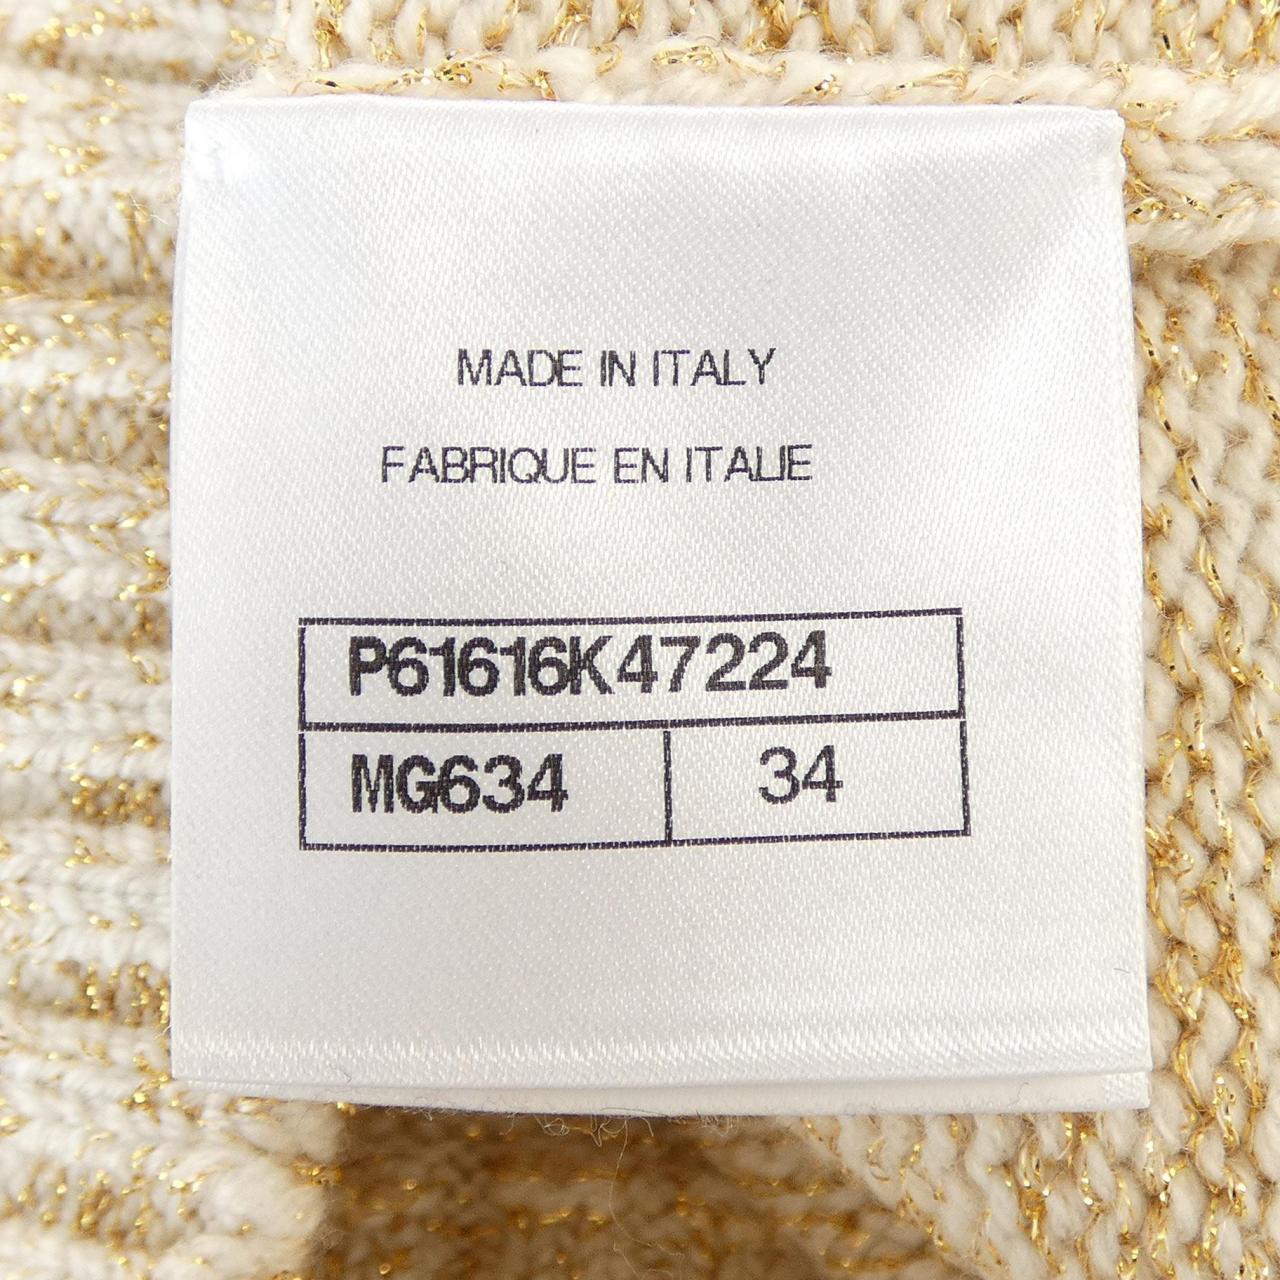 MADE IN ITALY
FABRIQUE EN ITALIE
P61616K47224
MG634 34